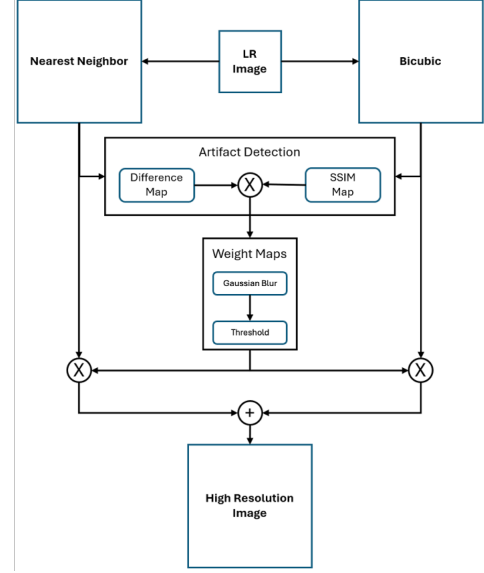 Nearest Neighbor
LR
Image
Bicubic
Artifact Detection
Difference
Map
X
SSIM
Map
Weight Maps
Gaussian Blur
Threshold
X
X
+
High Resolution
Image